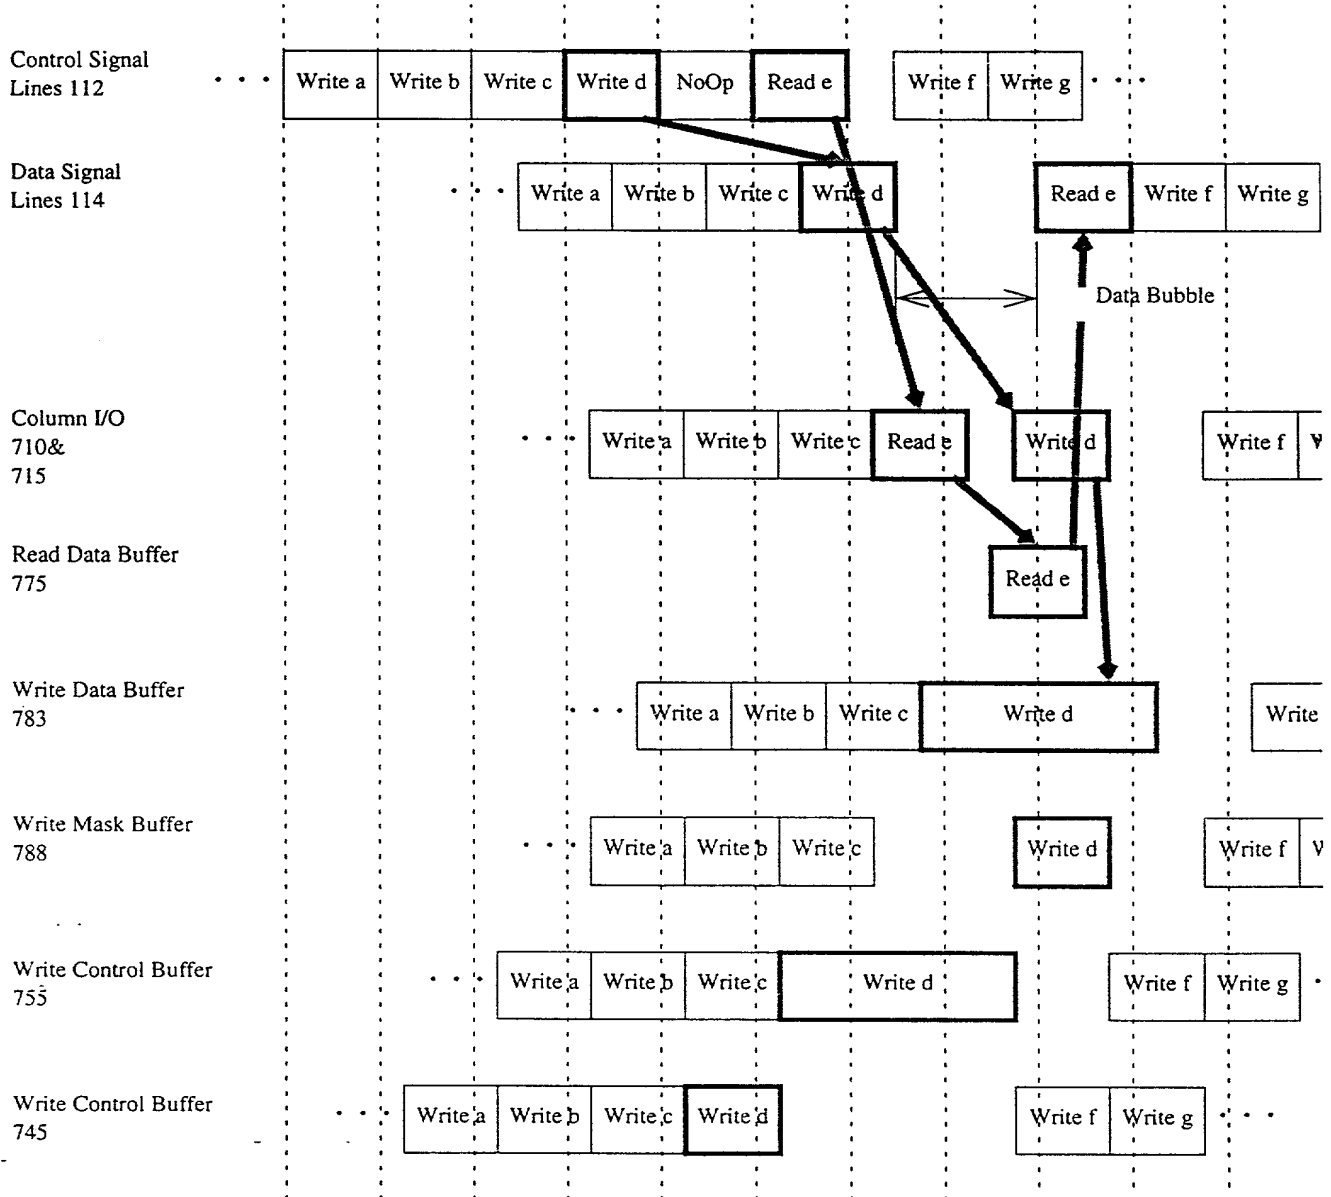 Control Signal
Lines 112
· · · Write a Write b Write c Write d NoOp Read e Write f Write g · · ·
Data Signal
Lines 114
· · · Write a Write b Write c Write d Read e Write f Write g
Data Bubble
Column I/O
710&
715
· · · Write a Write b Write c Read e Write d Write f
Read Data Buffer
775
Read e
Write Data Buffer
783
· · · Write a Write b Write c Write d Write
Write Mask Buffer
788
· · · Write a Write b Write c Write d Write f
Write Control Buffer
755
· · · Write a Write b Write c Write d Write f Write g ·
Write Control Buffer
745
· · · Write a Write b Write c Write d Write f Write g · · ·